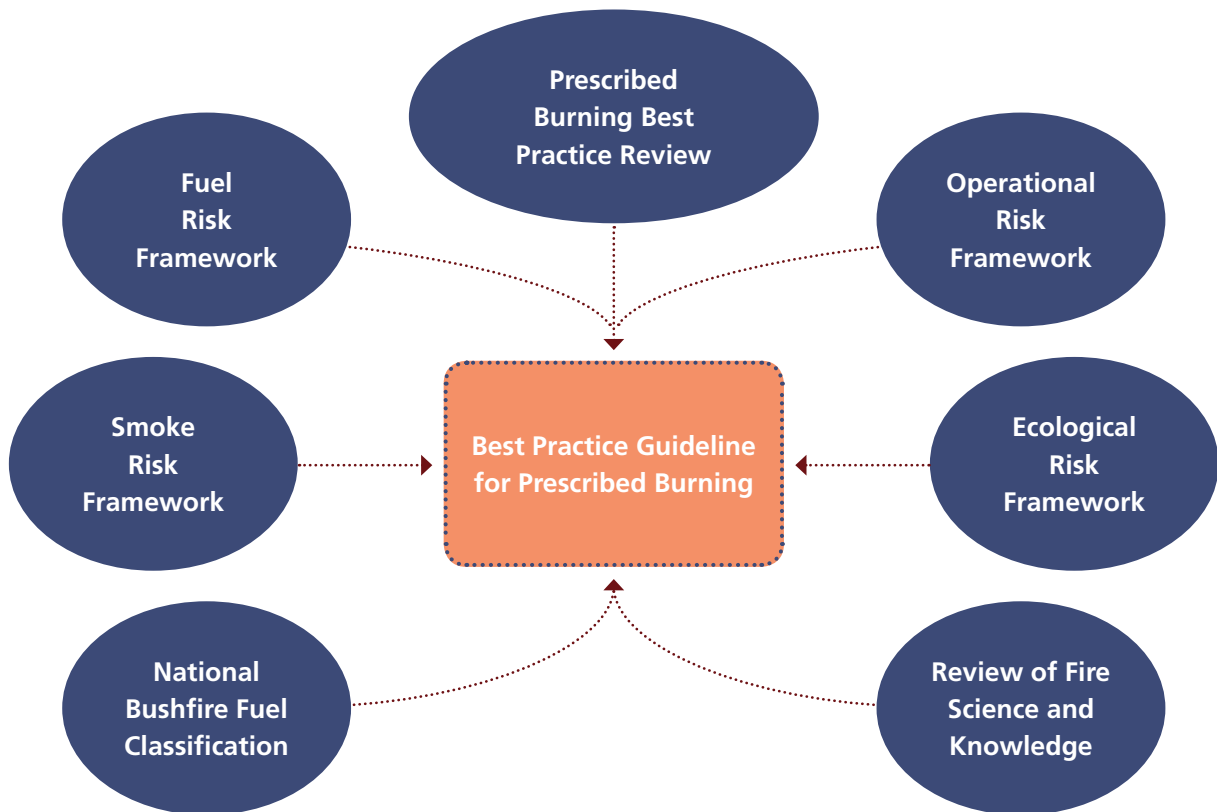 Prescribed
Burning Best
Practice Review
Fuel
Risk
Framework
Operational
Risk
Framework
Smoke
Risk
Framework
Best Practice Guideline
for Prescribed Burning
Ecological
Risk
Framework
National
Bushfire Fuel
Classification
Review of Fire
Science and
Knowledge